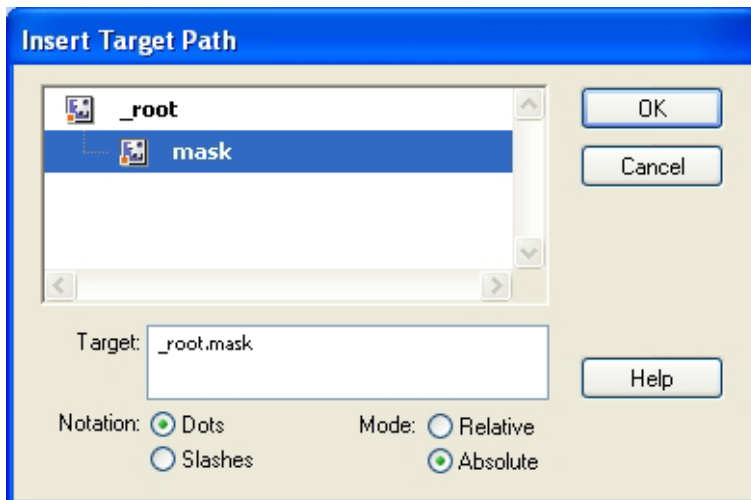 Insert Target Path
_root
OK
mask
Cancel
Target: _root.mask
Help
Notation: Dots Mode: Relative
Slashes Absolute